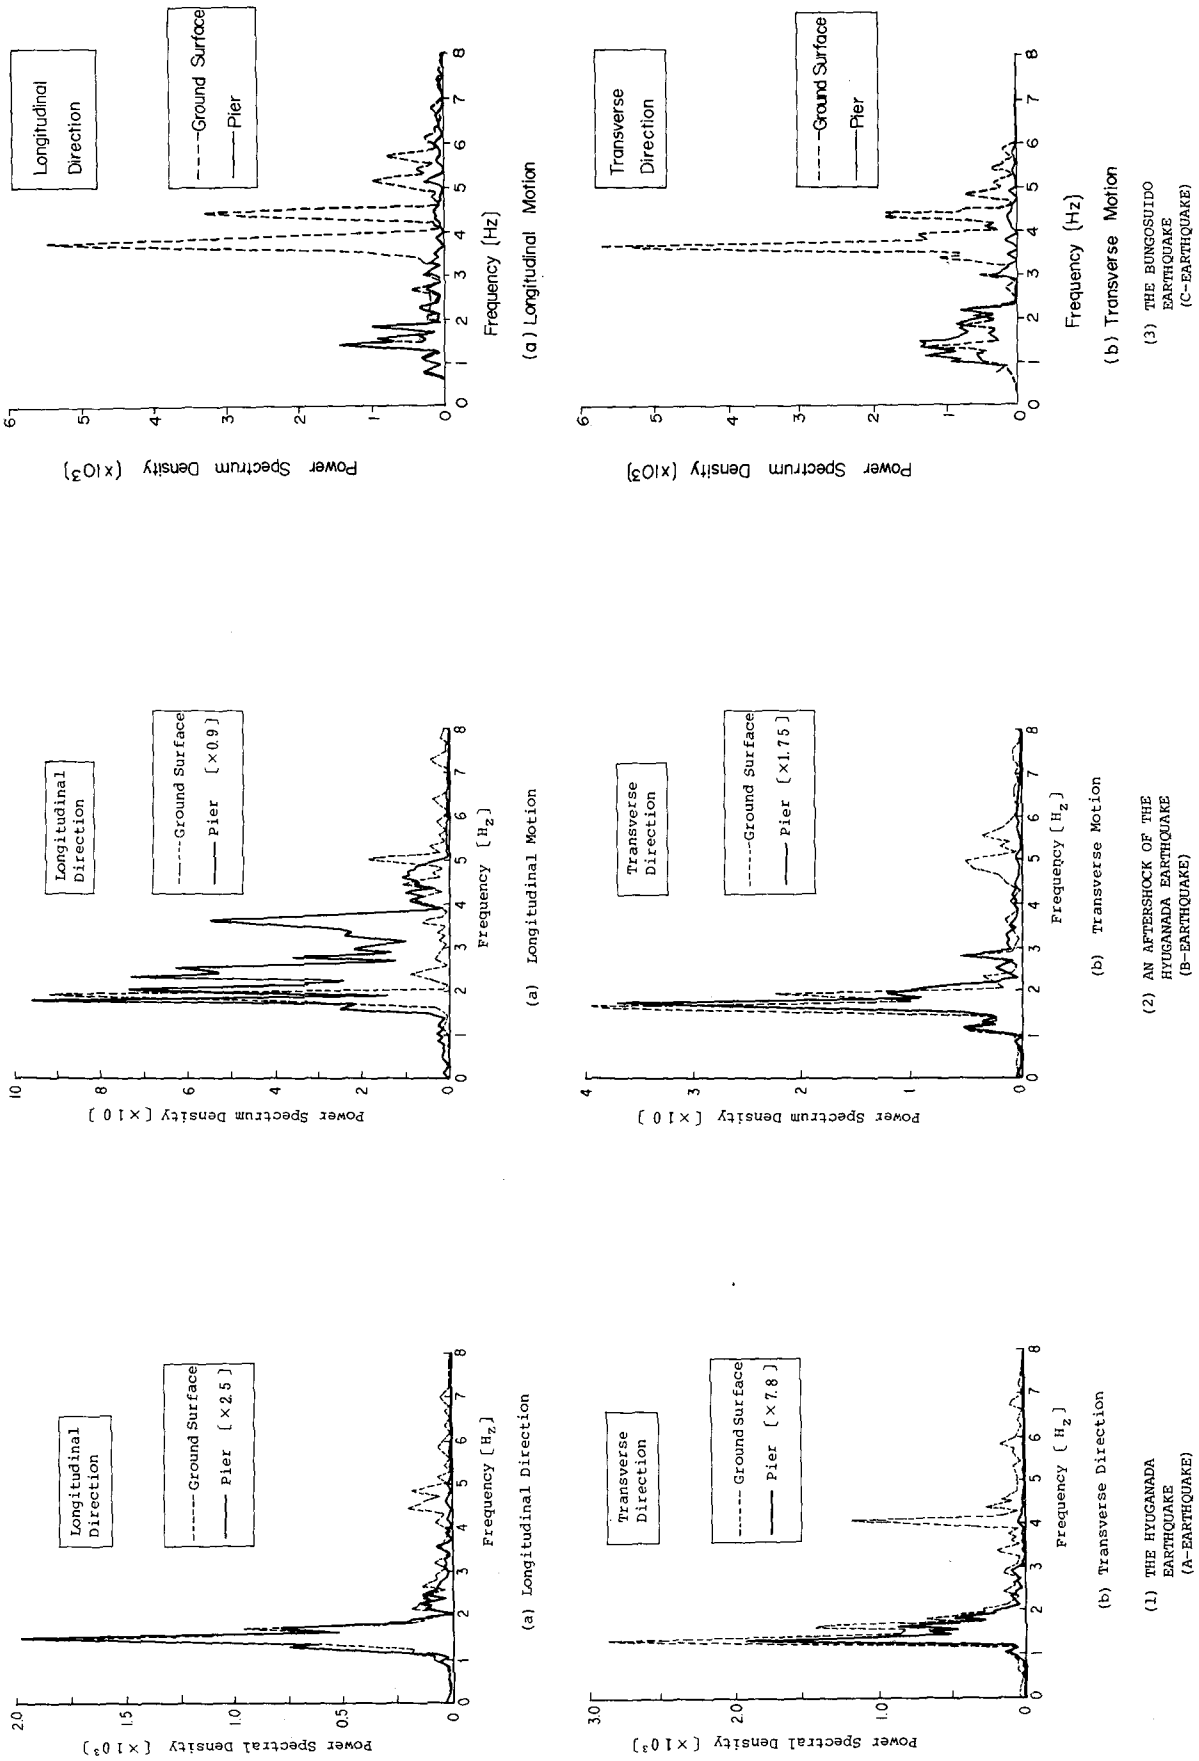 Power Spectral Density [×10³]
2.0
1.5
1.0
0.5
0
0 1 2 3 4 5 6 7 8
Frequency [Hz]
Longitudinal
Direction
Ground Surface
Pier [×2.5]
(a) Longitudinal Direction
Power Spectral Density [×10³]
3.0
2.0
1.0
0
0 1 2 3 4 5 6 7 8
Frequency [Hz]
Transverse
Direction
Ground Surface
Pier [×7.8]
(b) Transverse Direction
(1) THE HYUGANADA
EARTHQUAKE
(A-EARTHQUAKE)
Power Spectrum Density [×10]
10
8
6
4
2
0
0 1 2 3 4 5 6 7 8
Frequency [Hz]
Longitudinal
Direction
Ground Surface
Pier [×0.9]
(a) Longitudinal Motion
Power Spectrum Density [×10]
4
3
2
1
0
0 1 2 3 4 5 6 7 8
Frequency [Hz]
Transverse
Direction
Ground Surface
Pier [×1.75]
(b) Transverse Motion
(2) AN AFTERSHOCK OF THE
HYUGANADA EARTHQUAKE
(B-EARTHQUAKE)
Power Spectrum Density (×10³)
6
5
4
3
2
1
0
0 1 2 3 4 5 6 7 8
Frequency (Hz)
Longitudinal
Direction
Ground Surface
Pier
(a) Longitudinal Motion
Power Spectrum Density (×10³)
6
5
4
3
2
1
0
0 1 2 3 4 5 6 7 8
Frequency (Hz)
Transverse
Direction
Ground Surface
Pier
(b) Transverse Motion
(3) THE BUNGOSUIDO
EARTHQUAKE
(C-EARTHQUAKE)